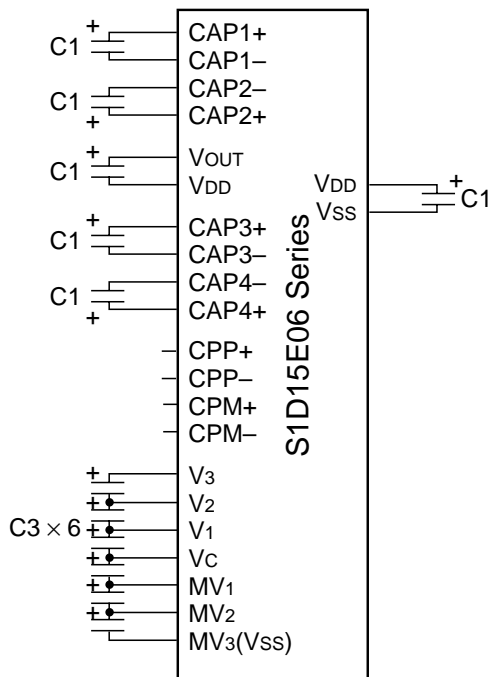 +
C1
CAP1+
CAP1–
CAP2–
C1
+
CAP2+
+
C1
VOUT
VDD
VDD
+
C1
VSS
+
C1
CAP3+
CAP3–
CAP4–
C1
+
CAP4+
S1D15E06 Series
CPP+
CPP–
CPM+
CPM–
+
V3
+
V2
C3 × 6
+
V1
+
VC
+
MV1
+
MV2
MV3(VSS)